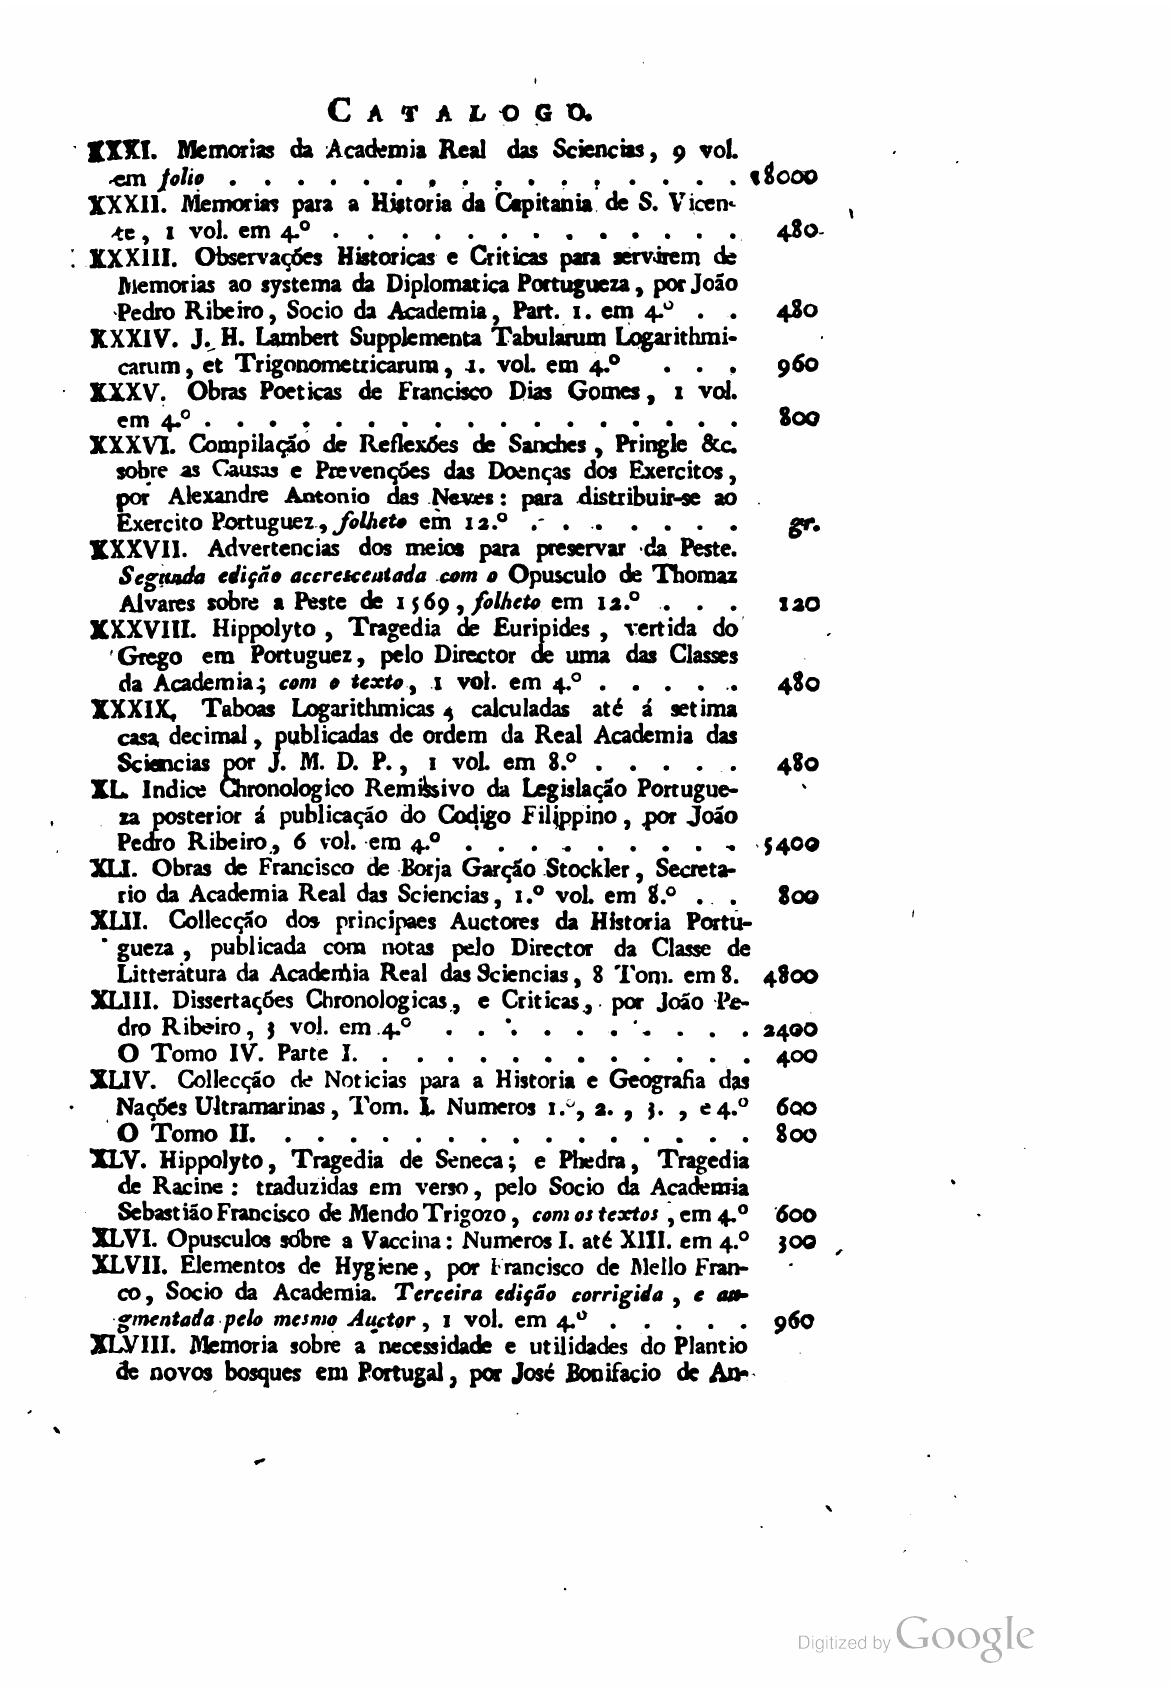 CATALOGO.
XXXI. Memorias da Academia Real das Sciencias, 9 vol.
em folio . . . . . . . . . . . . . . . . 18000
XXXII. Memorias para a Historia da Capitania de S. Vicen-
te, 1 vol. em 4.º . . . . . . . . . . . . . 480
XXXIII. Observações Historicas e Criticas para servirem de
Memorias ao systema da Diplomatica Portugueza, por João
Pedro Ribeiro, Socio da Academia, Part. 1. em 4.º . . 480
XXXIV. J. H. Lambert Supplementa Tabularum Logarithmi-
carum, et Trigonometricarum, 1. vol. em 4.º . . . 960
XXXV. Obras Poeticas de Francisco Dias Gomes, 1 vol.
em 4.º . . . . . . . . . . . . . . . . . 800
XXXVI. Compilação de Reflexões de Sanches, Pringle &c.
sobre as Causas e Prevenções das Doenças dos Exercitos,
por Alexandre Antonio das Neves: para distribuir-se ao
Exercito Portuguez, folheto em 12.º . . . . . . . gr.
XXXVII. Advertencias dos meios para preservar da Peste.
Segunda edição accrescentada com o Opusculo de Thomaz
Alvares sobre a Peste de 1569, folheto em 12.º . . . 120
XXXVIII. Hippolyto, Tragedia de Euripides, vertida do
Grego em Portuguez, pelo Director de uma das Classes
da Academia; com o texto, 1 vol. em 4.º . . . . . 480
XXXIX. Taboas Logarithmicas, calculadas até á setima
casa decimal, publicadas de ordem da Real Academia das
Sciencias por J. M. D. P., 1 vol. em 8.º . . . . . 480
XL. Indice Chronologico Remissivo da Legislação Portugue-
za posterior á publicação do Codigo Filippino, por João
Pedro Ribeiro, 6 vol. em 4.º . . . . . . . . . 5400
XLI. Obras de Francisco de Borja Garção Stockler, Secreta-
rio da Academia Real das Sciencias, 1.º vol. em 8.º . . . 800
XLII. Collecção dos principaes Auctores da Historia Portu-
gueza, publicada com notas pelo Director da Classe de
Litteratura da Academia Real das Sciencias, 8 Tom. em 8. 4800
XLIII. Dissertações Chronologicas, e Criticas, por João Pe-
dro Ribeiro, 3 vol. em 4.º . . . . . . . . . . 2400
O Tomo IV. Parte I. . . . . . . . . . . . . 400
XLIV. Collecção de Noticias para a Historia e Geografia das
Nações Ultramarinas, Tom. I. Numeros 1.º, 2. , 3. , e 4.º 600
O Tomo II. . . . . . . . . . . . . . . . 800
XLV. Hippolyto, Tragedia de Seneca; e Phedra, Tragedia
de Racine: traduzidas em verso, pelo Socio da Academia
Sebastião Francisco de Mendo Trigozo, com os textos, em 4.º 600
XLVI. Opusculos sobre a Vaccina: Numeros I. até XIII. em 4.º 300
XLVII. Elementos de Hygiene, por Francisco de Mello Fran-
co, Socio da Academia. Terceira edição corrigida, e au-
gmentada pelo mesmo Auctor, 1 vol. em 4.º . . . . . 960
XLVIII. Memoria sobre a necessidade e utilidades do Plantio
de novos bosques em Portugal, por José Bonifacio de An-
Digitized by Google